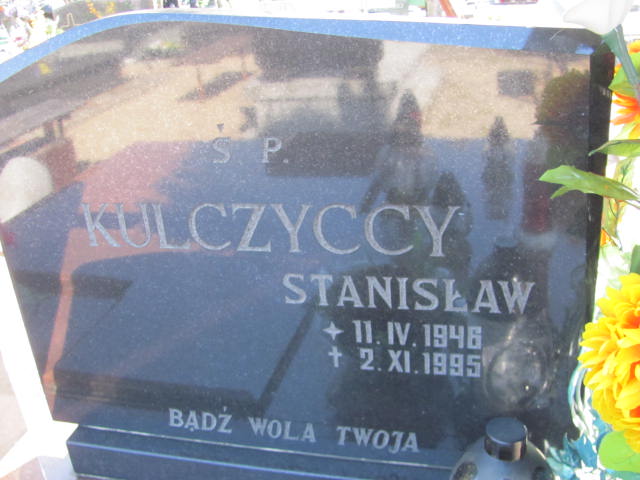 Ś P.
KULCZYCCY
STANISŁAW
✦ 11. IV. 1946
✝ 2. XI. 1995
BĄDŹ WOLA TWOJA